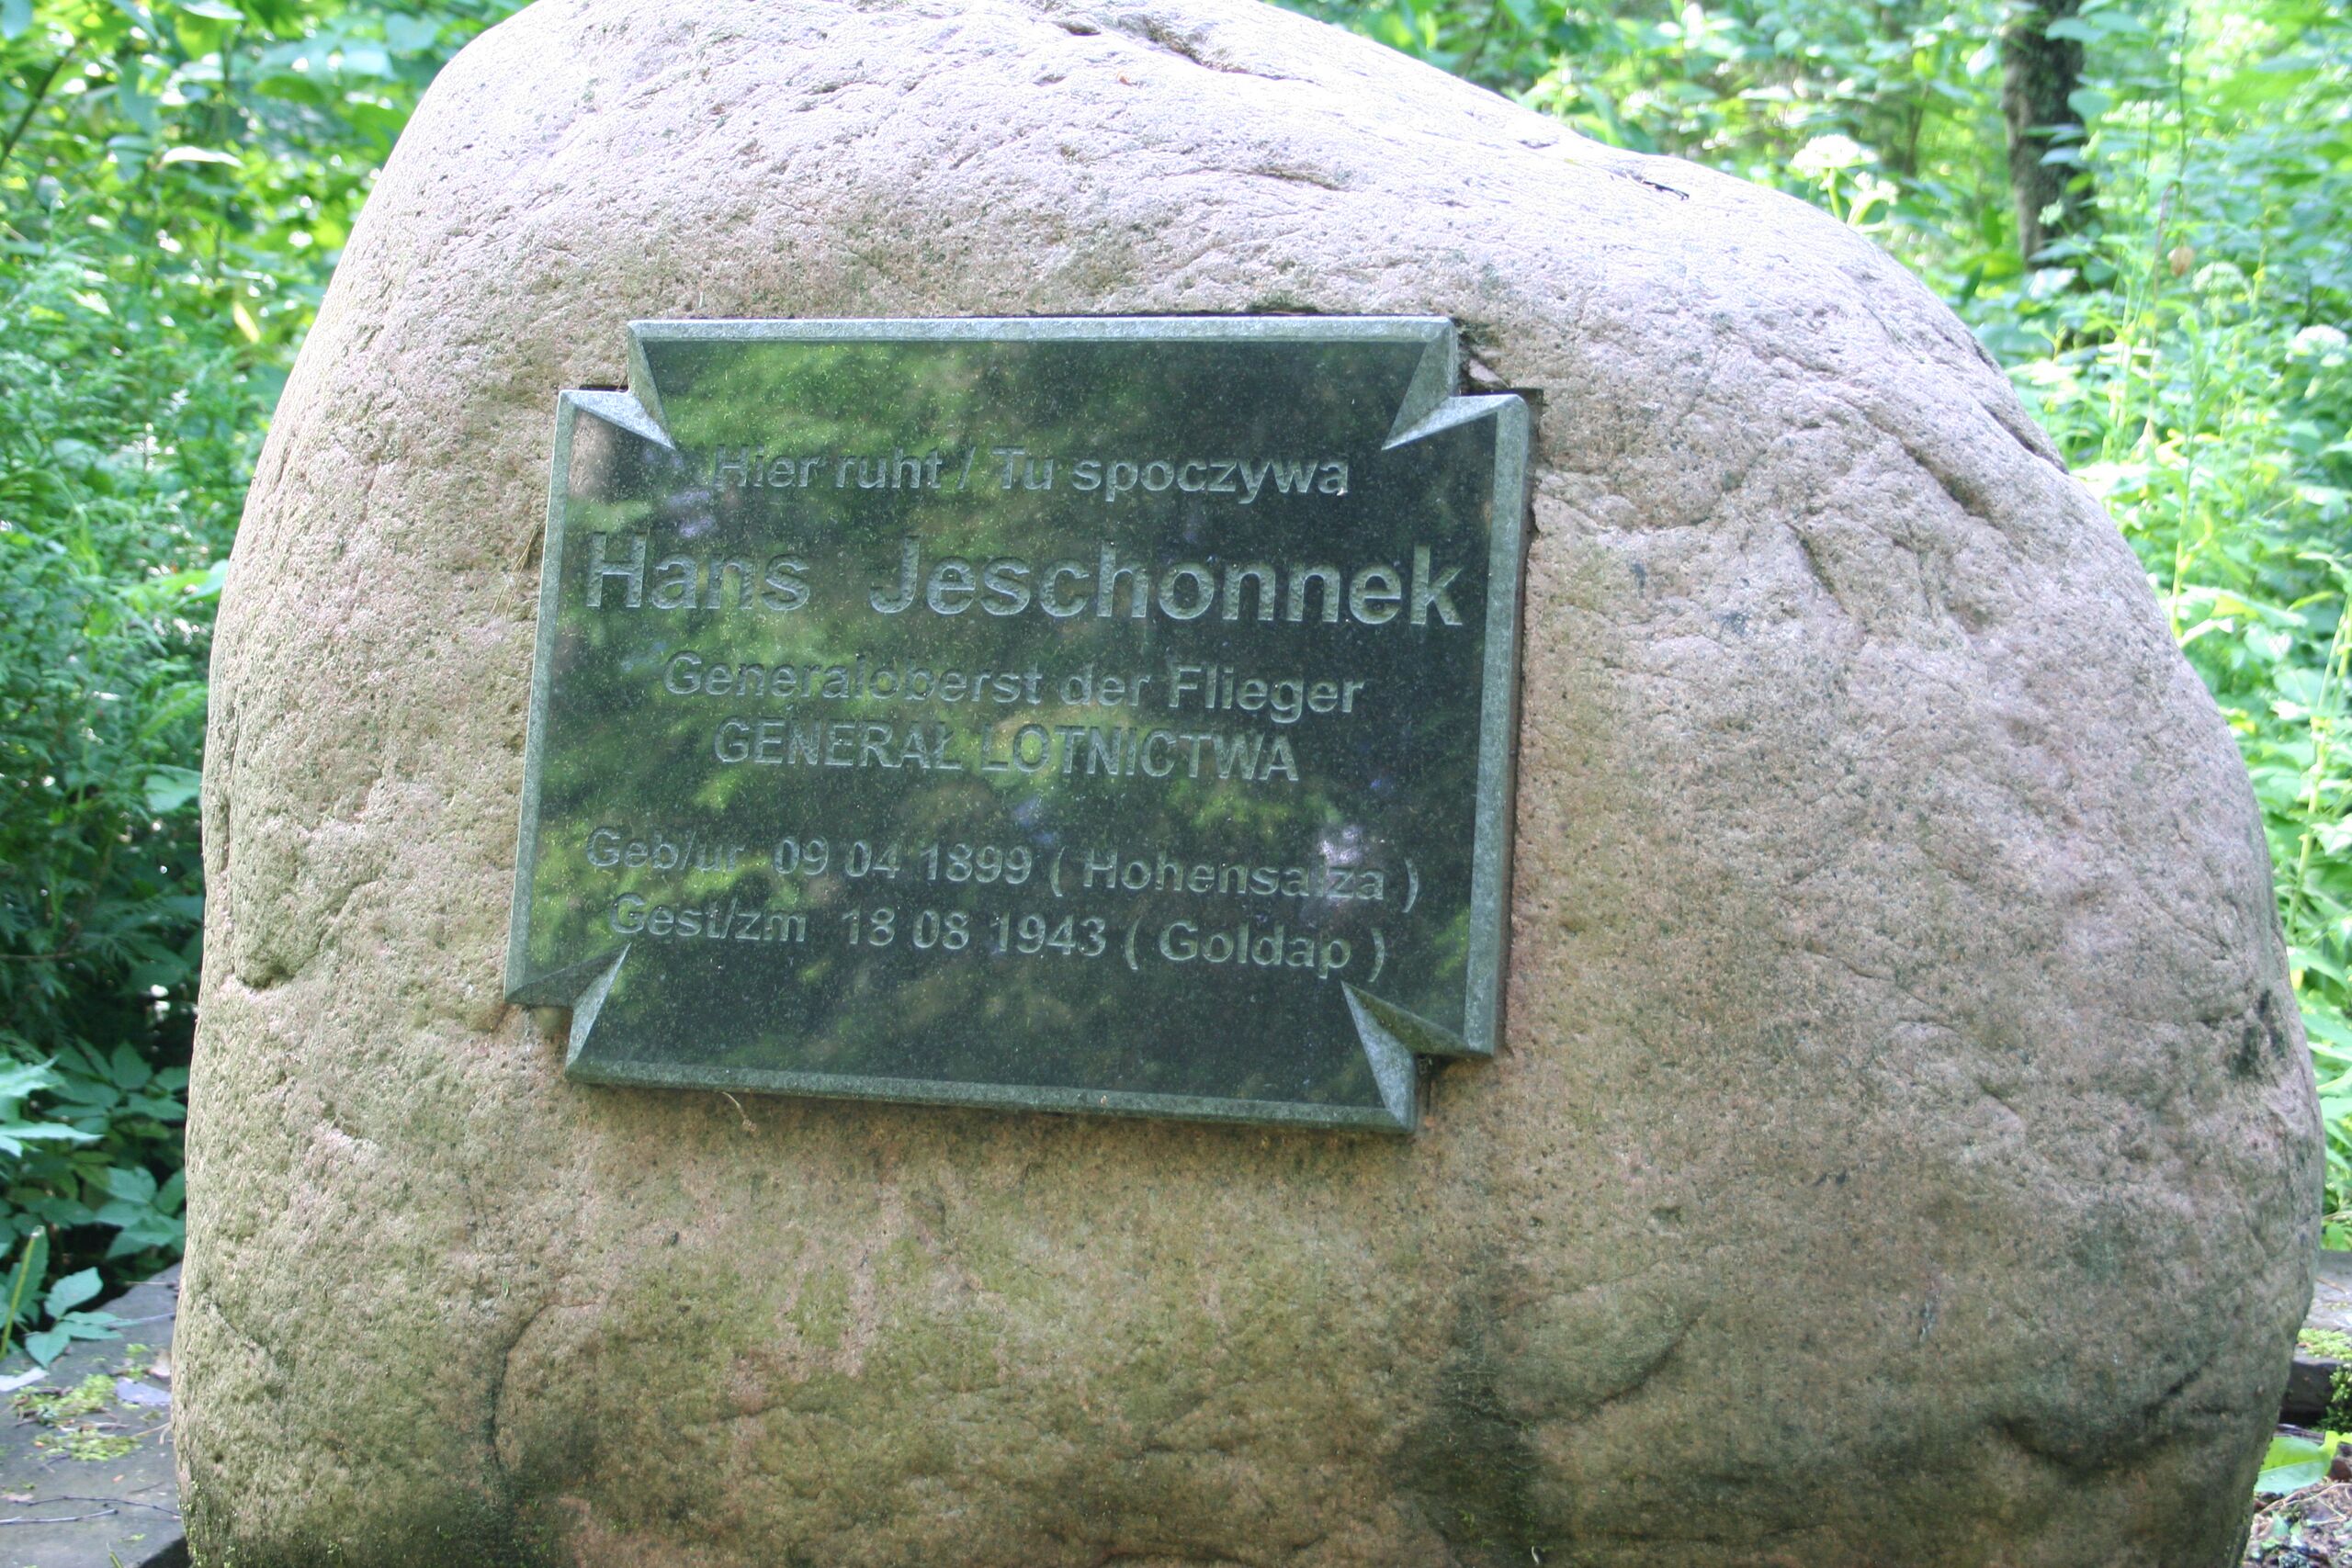 Hier ruht / Tu spoczywa
Hans Jeschonnek
Generaloberst der Flieger
GENERAŁ LOTNICTWA
Geb/ur 09 04 1899 ( Hohensalza )
Gest/zm 18 08 1943 ( Goldap )